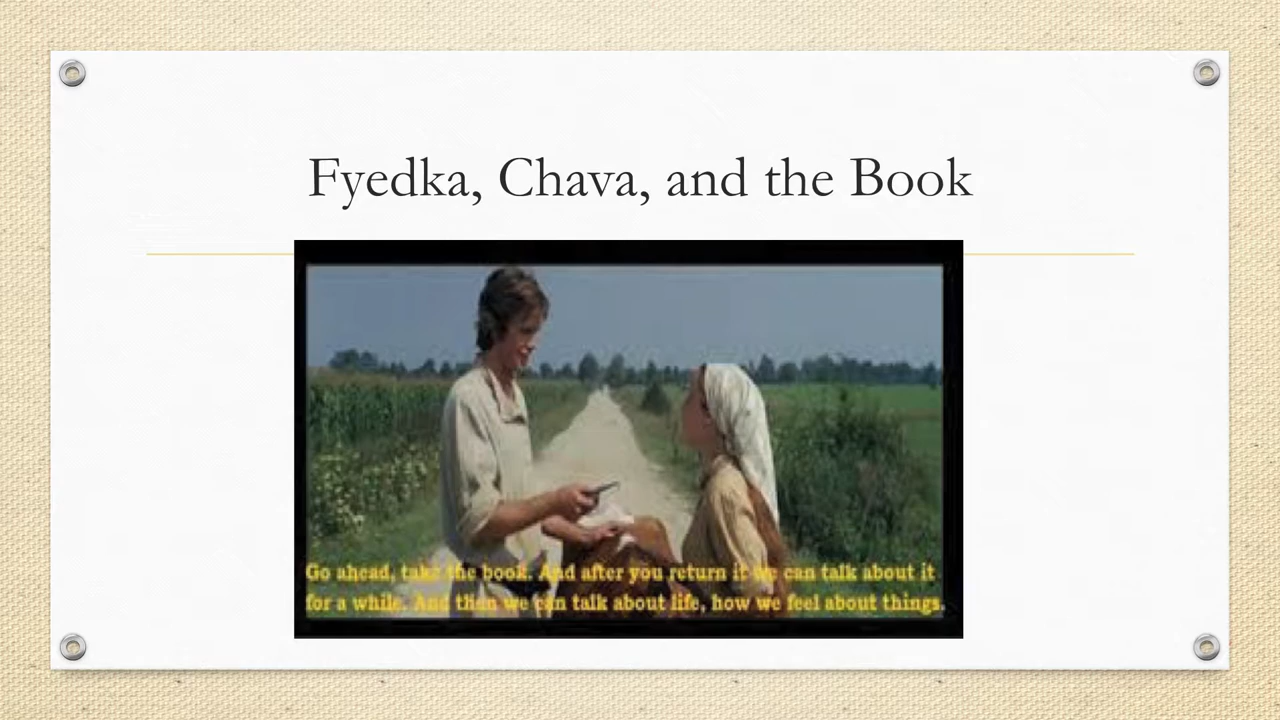 Fyedka, Chava, and the Book
Go ahead, take the book. And after you return it we can talk about it
for a while. And then we can talk about life, how we feel about things.